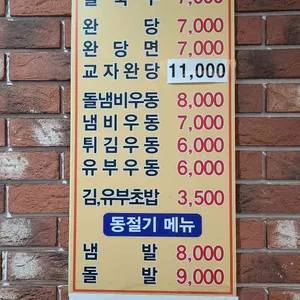 완 당 7,000
완 당 면 7,000
교자완당 11,000
돌냄비우동 8,000
냄비우동 7,000
튀김우동 6,000
유부우동 6,000
김,유부초밥 3,500
동절기 메뉴
냄 발 8,000
돌 발 9,000